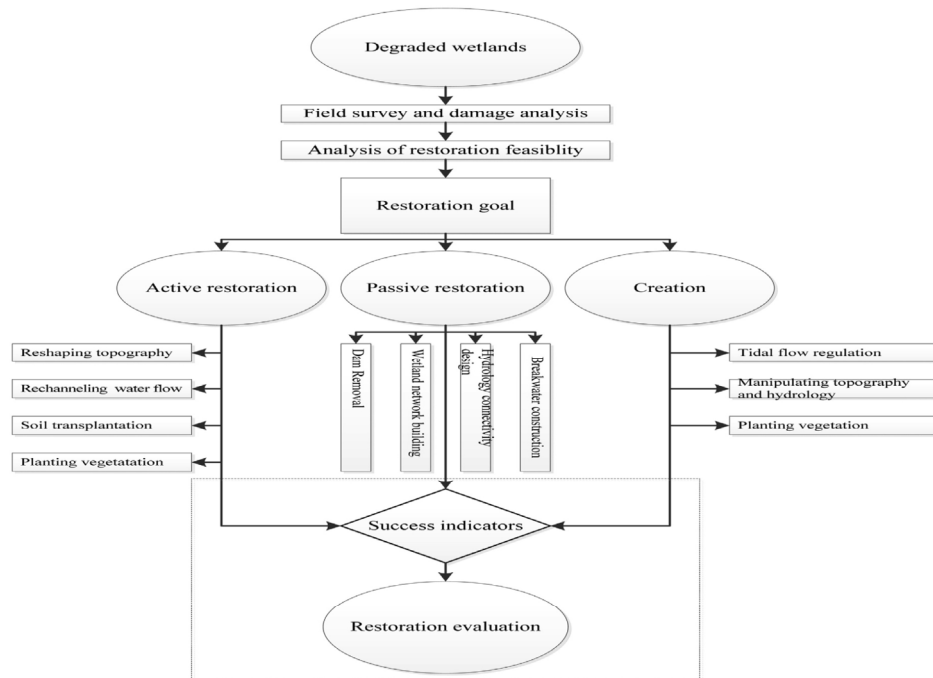 Degraded wetlands
Field survey and damage analysis
Analysis of restoration feasiblity
Restoration goal
Active restoration
Passive restoration
Creation
Reshaping topography
Rechanneling water flow
Soil transplantation
Planting vegetatation
Dam Removal
Wetland network building
Hydrology connectivity
design
Breakwater construction
Tidal flow regulation
Manipulating topography
and hydrology
Planting vegetation
Success indicators
Restoration evaluation